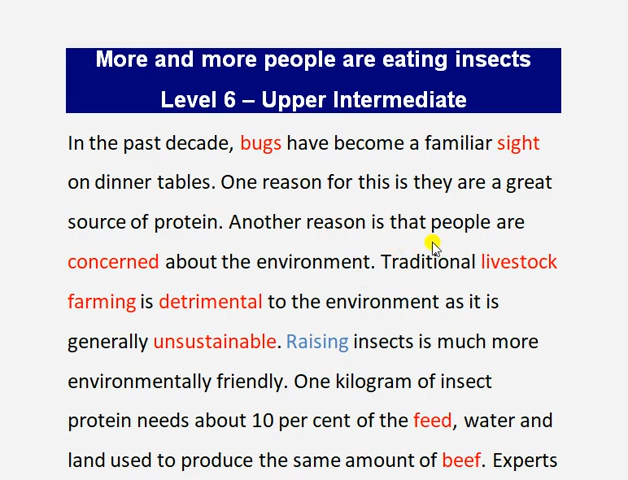 More and more people are eating insects
Level 6 – Upper Intermediate
In the past decade, bugs have become a familiar sight
on dinner tables. One reason for this is they are a great
source of protein. Another reason is that people are
concerned about the environment. Traditional livestock
farming is detrimental to the environment as it is
generally unsustainable. Raising insects is much more
environmentally friendly. One kilogram of insect
protein needs about 10 per cent of the feed, water and
land used to produce the same amount of beef. Experts